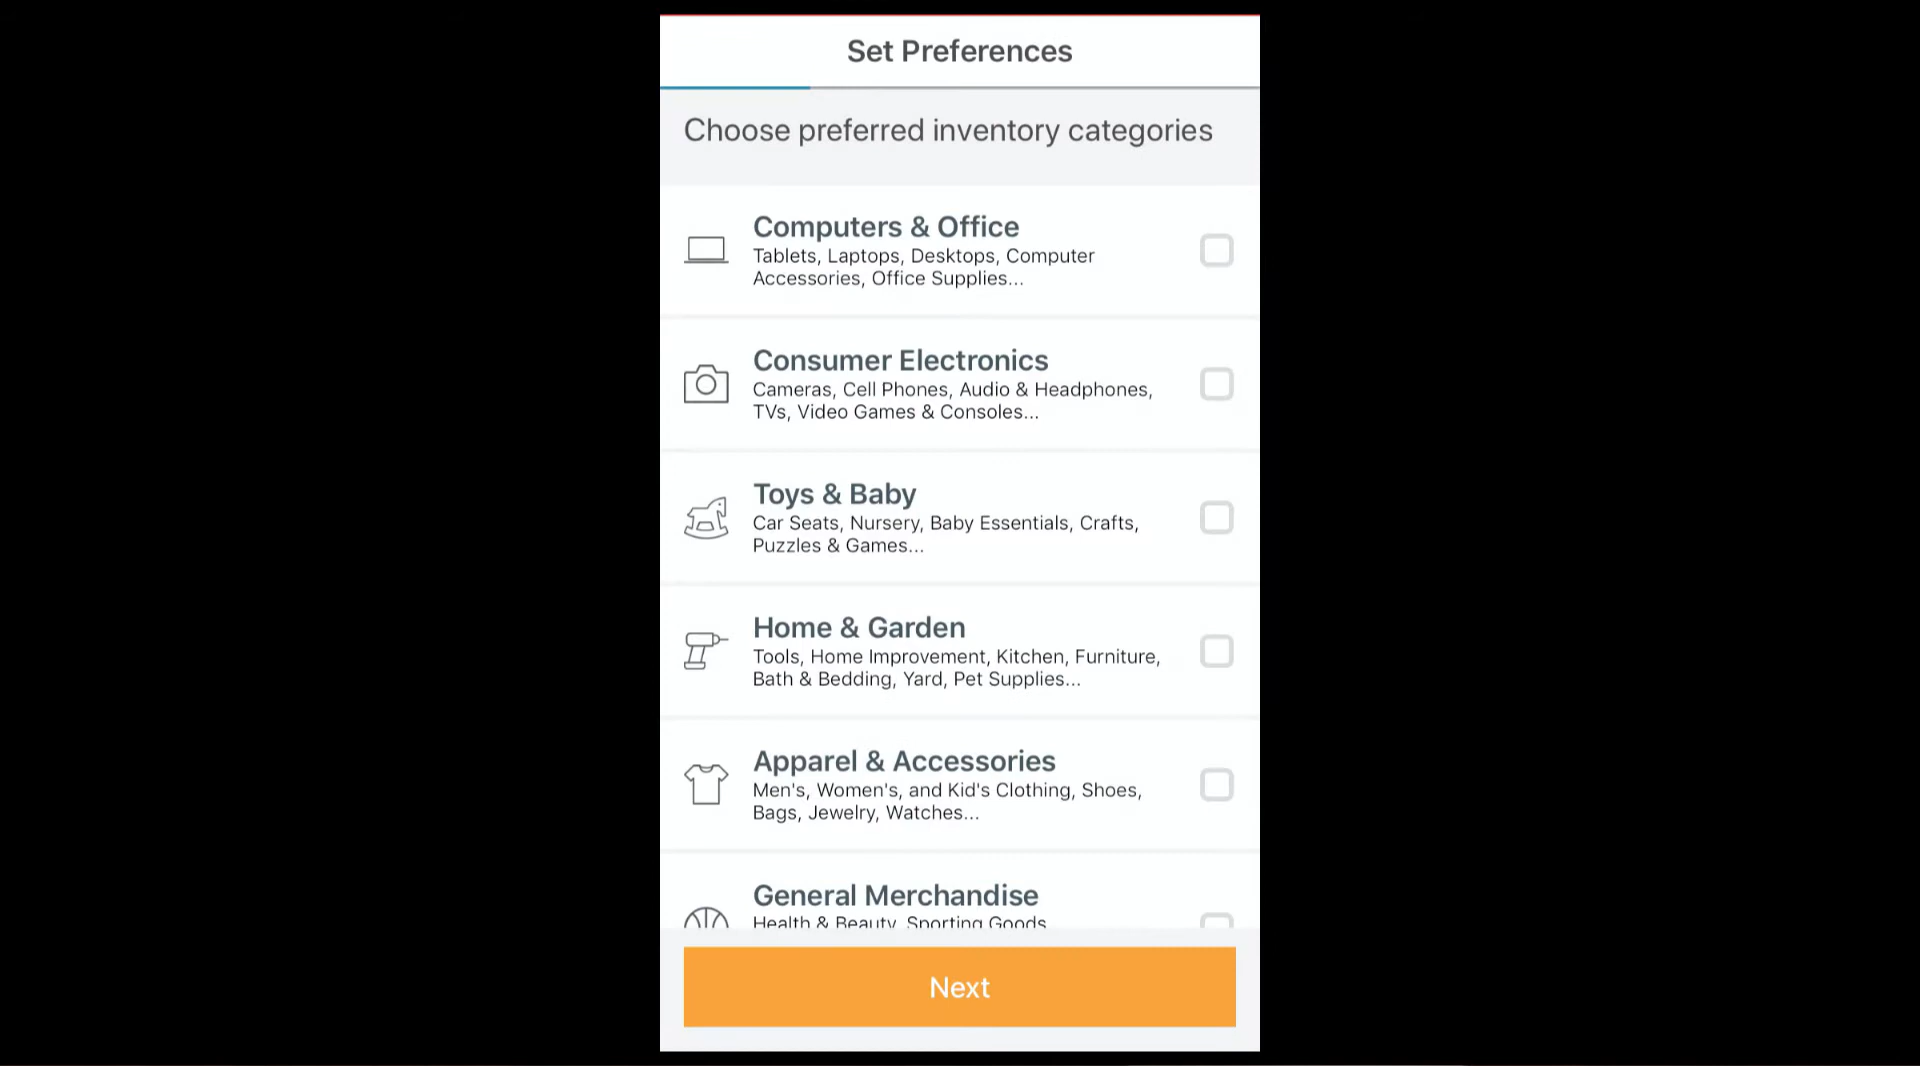 Set Preferences
Choose preferred inventory categories
Computers & Office
Tablets, Laptops, Desktops, Computer
Accessories, Office Supplies...
Consumer Electronics
Cameras, Cell Phones, Audio & Headphones,
TVs, Video Games & Consoles...
Toys & Baby
Car Seats, Nursery, Baby Essentials, Crafts,
Puzzles & Games...
Home & Garden
Tools, Home Improvement, Kitchen, Furniture,
Bath & Bedding, Yard, Pet Supplies...
Apparel & Accessories
Men's, Women's, and Kid's Clothing, Shoes,
Bags, Jewelry, Watches...
General Merchandise
Health & Beauty, Sporting Goods
Next